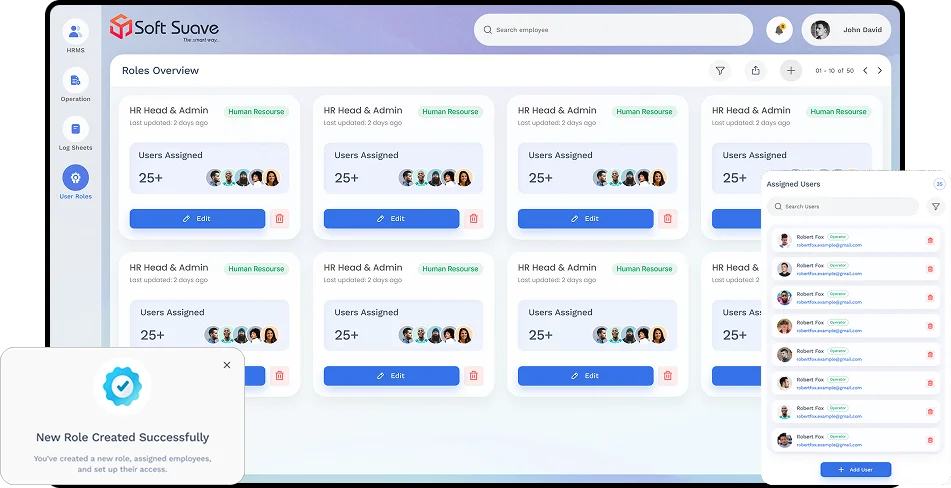 HRMS
Operation
Log Sheets
User Roles
Soft Suave
The smart way...
Search employee
John David
Roles Overview
01 - 10 of 50
HR Head & Admin
Human Resourse
Last updated: 2 days ago
Users Assigned
25+
Edit
HR Head & Admin
Human Resourse
Last updated: 2 days ago
Users Assigned
25+
Edit
HR Head & Admin
Human Resourse
Last updated: 2 days ago
Users Assigned
25+
Edit
HR Head & Admin
Human Resourse
Last updated: 2 days ago
Users Assigned
25+
HR Head & Admin
Human Resourse
Last updated: 2 days ago
Users Assigned
25+
HR Head & Admin
Human Resourse
Last updated: 2 days ago
Users Assigned
25+
Edit
HR Head & Admin
Human Resourse
Last updated: 2 days ago
Users Assigned
25+
Edit
HR Head &
Last updated: 2
Users
25+
New Role Created Successfully
You've created a new role, assigned employees,
and set up their access.
Assigned Users
25
Search Users
Robert Fox Operator
robertfox.example@gmail.com
Robert Fox Operator
robertfox.example@gmail.com
Robert Fox Operator
robertfox.example@gmail.com
Robert Fox Operator
robertfox.example@gmail.com
Robert Fox Operator
robertfox.example@gmail.com
Robert Fox Operator
robertfox.example@gmail.com
Robert Fox Operator
robertfox.example@gmail.com
Robert Fox Operator
robertfox.example@gmail.com
+ Add User